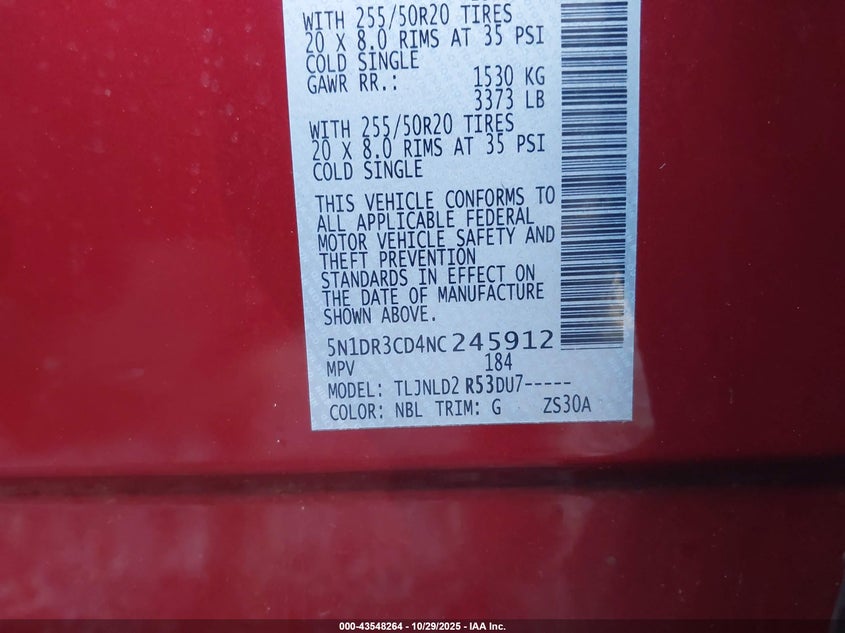 WITH 255/50R20 TIRES
20 X 8.0 RIMS AT 35 PSI
COLD SINGLE
GAWR RR.: 1530 KG
3373 LB
WITH 255/50R20 TIRES
20 X 8.0 RIMS AT 35 PSI
COLD SINGLE
THIS VEHICLE CONFORMS TO
ALL APPLICABLE FEDERAL
MOTOR VEHICLE SAFETY AND
THEFT PREVENTION
STANDARDS IN EFFECT ON
THE DATE OF MANUFACTURE
SHOWN ABOVE.
5N1DR3CD4NC245912
MPV 184
MODEL: TLJNLD2 R53DU7-----
COLOR: NBL TRIM: G ZS30A
000-43548264 - 10/29/2025 - IAA Inc.